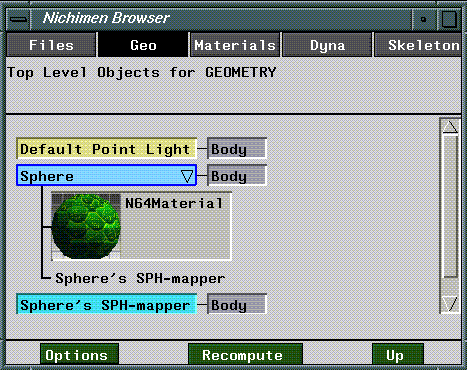 Nichimen Browser
Files Geo Materials Dyna Skeleton
Top Level Objects for GEOMETRY
Default Point Light Body
Sphere Body
N64Material
Sphere's SPH-mapper
Sphere's SPH-mapper Body
Options Recompute Up